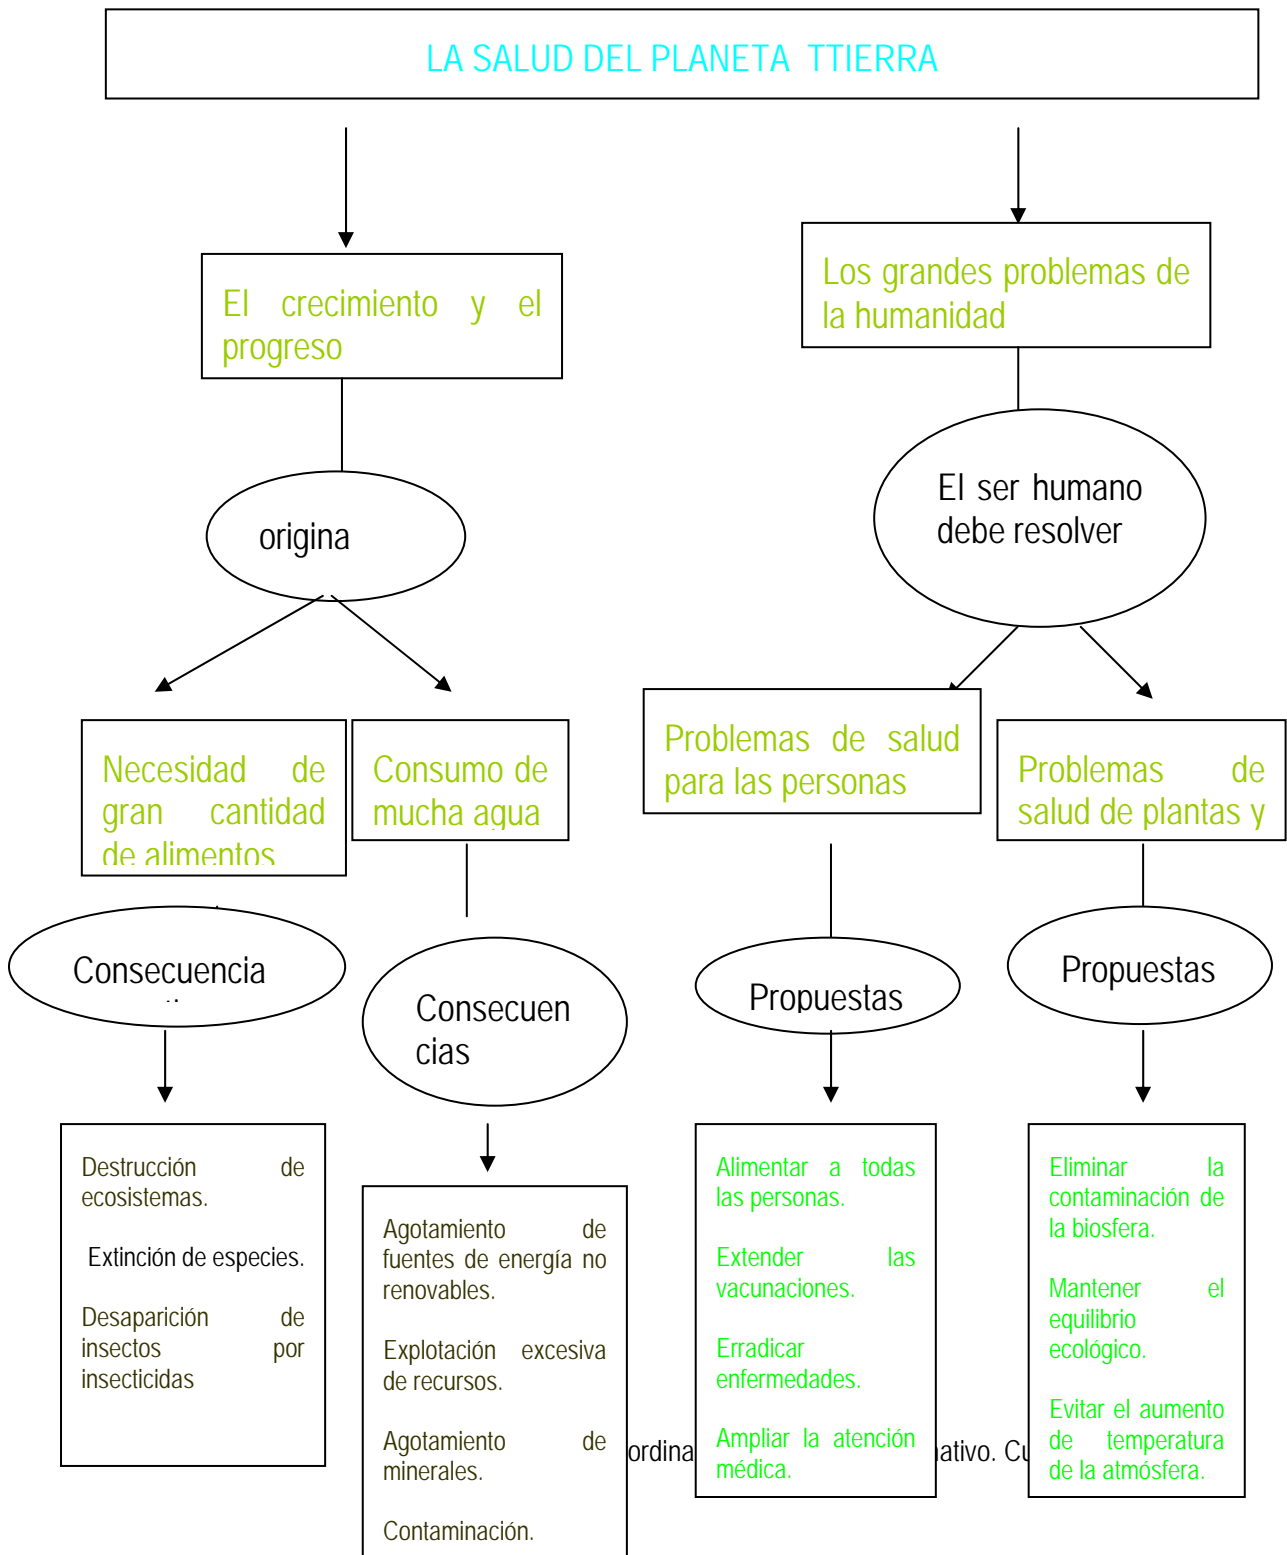 LA SALUD DEL PLANETA TTIERRA
El crecimiento y el
progreso
Los grandes problemas de
la humanidad
origina
El ser humano
debe resolver
Necesidad de
gran cantidad
de alimentos
Consumo de
mucha agua
Problemas de salud
para las personas
Problemas de
salud de plantas y
Consecuencia
Consecuen
cias
Propuestas
Propuestas
Destrucción de
ecosistemas.
Extinción de especies.
Desaparición de
insectos por
insecticidas
Agotamiento de
fuentes de energía no
renovables.
Explotación excesiva
de recursos.
Agotamiento de
minerales.
Contaminación.
Alimentar a todas
las personas.
Extender las
vacunaciones.
Erradicar
enfermedades.
Ampliar la atención
médica.
Eliminar la
contaminación de
la biosfera.
Mantener el
equilibrio
ecológico.
Evitar el aumento
de temperatura
de la atmósfera.